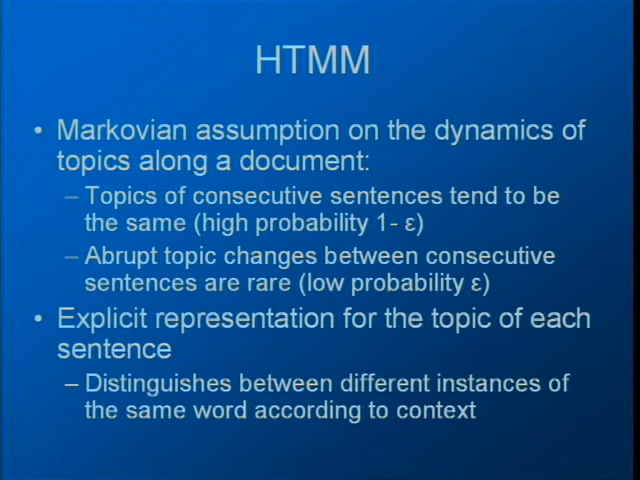 HTMM
• Markovian assumption on the dynamics of
topics along a document:
– Topics of consecutive sentences tend to be
the same (high probability 1- ε)
– Abrupt topic changes between consecutive
sentences are rare (low probability ε)
• Explicit representation for the topic of each
sentence
– Distinguishes between different instances of
the same word according to context